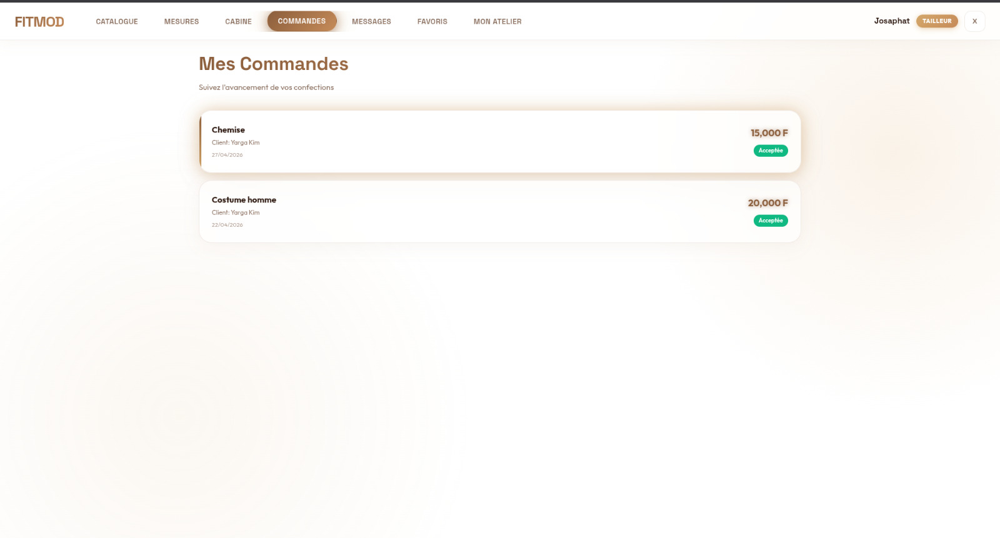 FITMOD
CATALOGUE
MESURES
CABINE
COMMANDES
MESSAGES
FAVORIS
MON ATELIER
Josaphat
TAILLEUR
X
Mes Commandes
Suivez l'avancement de vos confections
Chemise
Client: Yarga Kim
27/04/2026
15,000 F
Acceptée
Costume homme
Client: Yarga Kim
22/04/2026
20,000 F
Acceptée